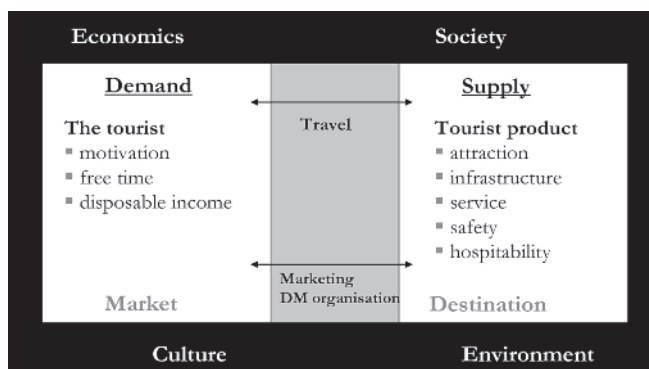 Economics
Society
Demand
Supply
The tourist
▪ motivation
▪ free time
▪ disposable income
Travel
Tourist product
▪ attraction
▪ infrastructure
▪ service
▪ safety
▪ hospitability
Marketing
DM organisation
Market
Destination
Culture
Environment